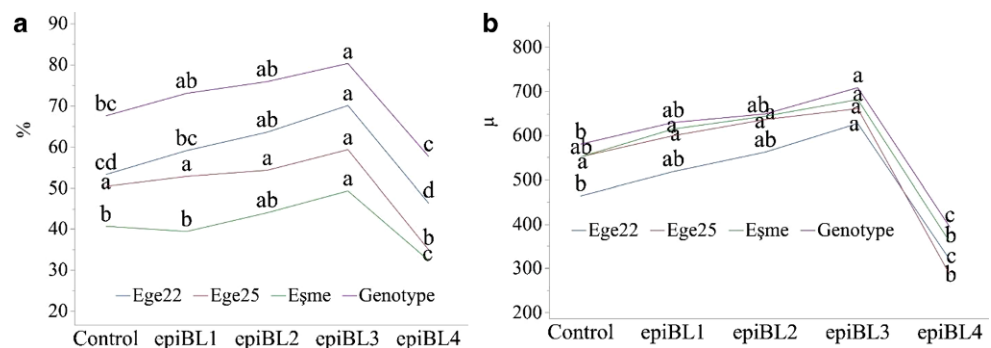 a
90
80
70
60
50
40
30
20
%
bc ab ab a c
cd bc ab a d
a a a a b
b b ab a c
Ege22 Ege25 Eşme Genotype
Control epiBL1 epiBL2 epiBL3 epiBL4
b
800
700
600
500
400
300
200
μ
b ab ab a c
ab a a a b
a a a a b
b ab ab a c
Ege22 Ege25 Eşme Genotype
Control epiBL1 epiBL2 epiBL3 epiBL4